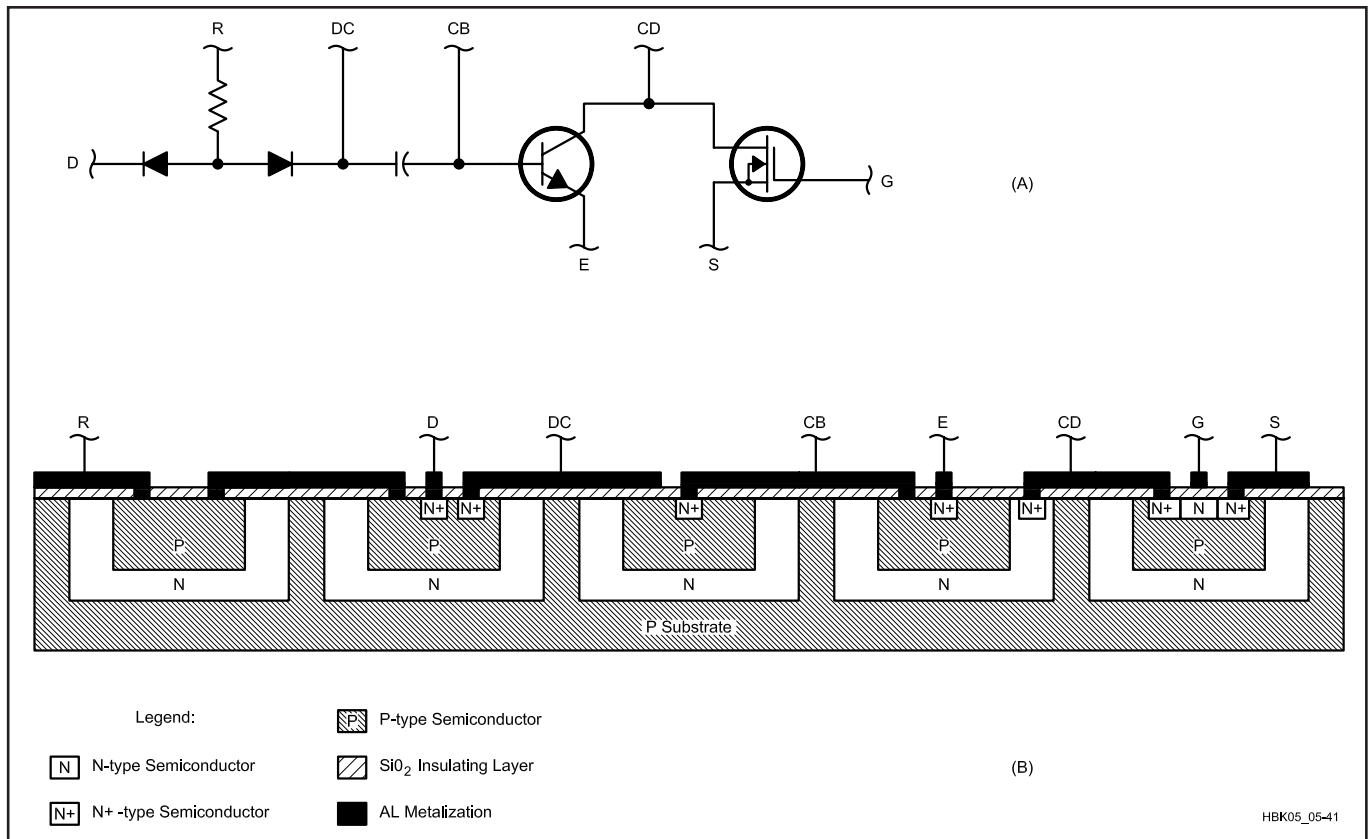 R DC CB CD
D
G
(A)
E S
R D DC CB E CD G S
N+ N+ N+ N+ N+ N+ N N+
P P P P P
N N N N
P Substrate
Legend:
P P-type Semiconductor
N N-type Semiconductor
Si0₂ Insulating Layer
(B)
N+ N+ -type Semiconductor
AL Metalization
HBK05_05-41